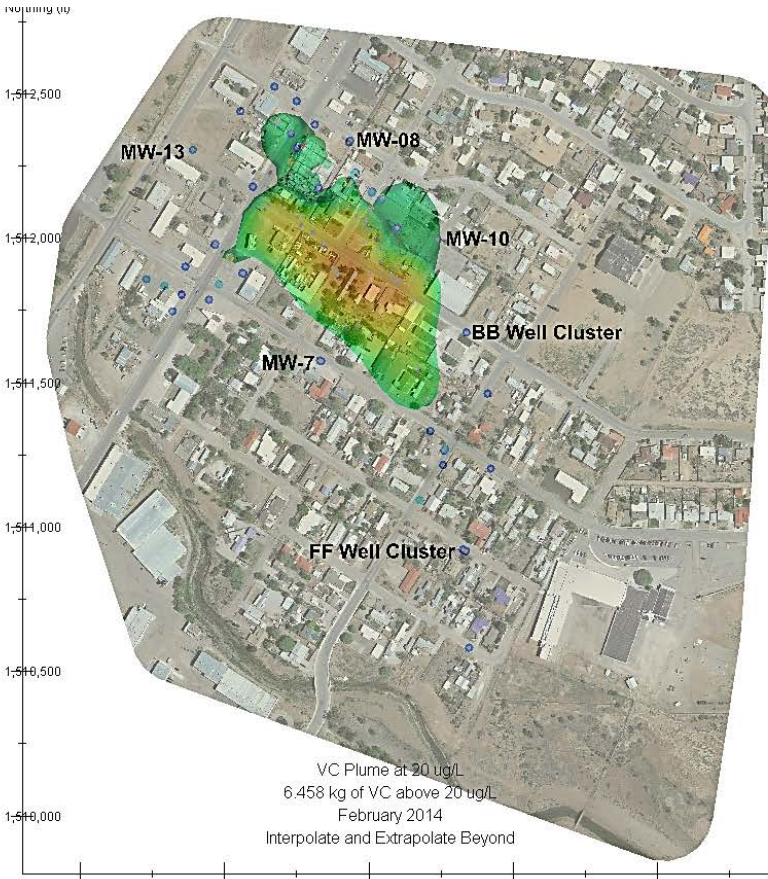 1,512,500
MW-13
MW-08
1,512,000
MW-10
BB Well Cluster
MW-7
1,511,500
1,511,000
FF Well Cluster
1,510,500
VC Plume at 20 ug/L
6.458 kg of VC above 20 ug/L
February 2014
1,510,000
Interpolate and Extrapolate Beyond